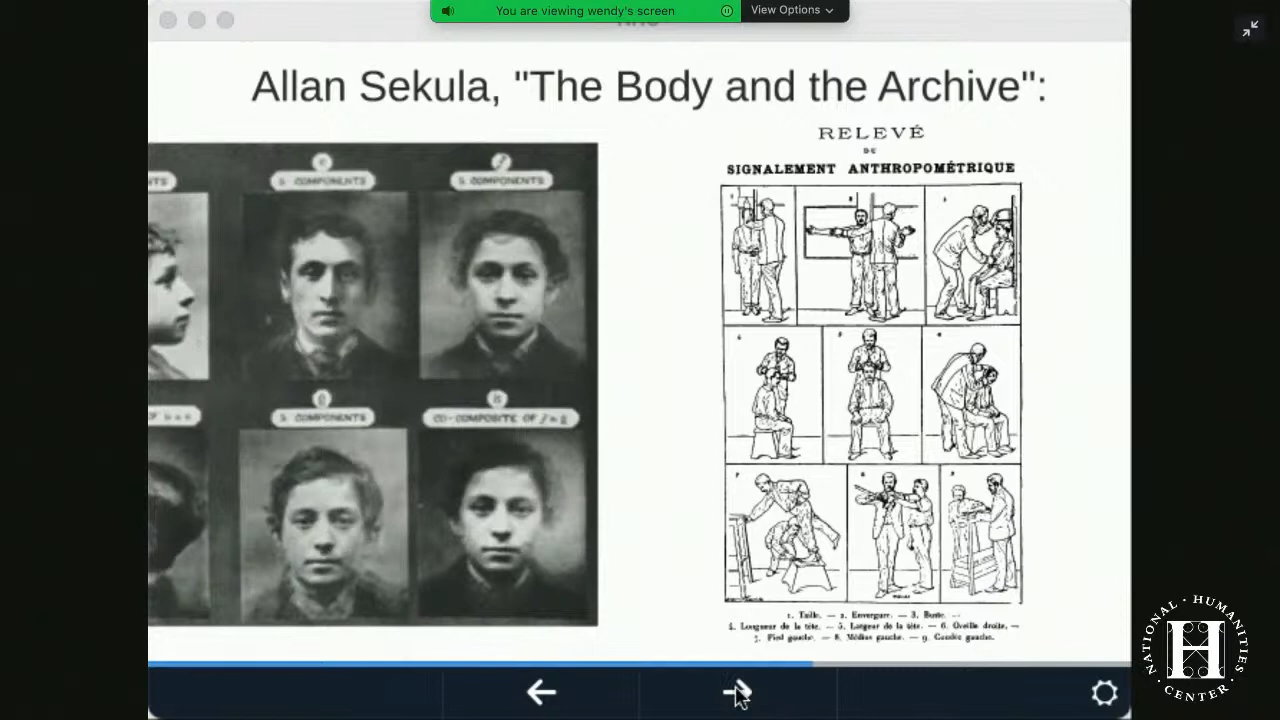 You are viewing wendy's screen
View Options
Allan Sekula, "The Body and the Archive":
5 COMPONENTS
5 COMPONENTS
5 COMPONENTS
CO-COMPOSITE OF
RELEVÉ
DU
SIGNALEMENT ANTHROPOMÉTRIQUE
1. Taille. — 2. Envergure. — 3. Buste. —
4. Longueur de la tête. — 5. Largeur de la tête. — 6. Oreille droite. —
7. Pied gauche. — 8. Médius gauche. — 9. Coudée gauche.
NATIONAL · HUMANITIES · CENTER ·
H